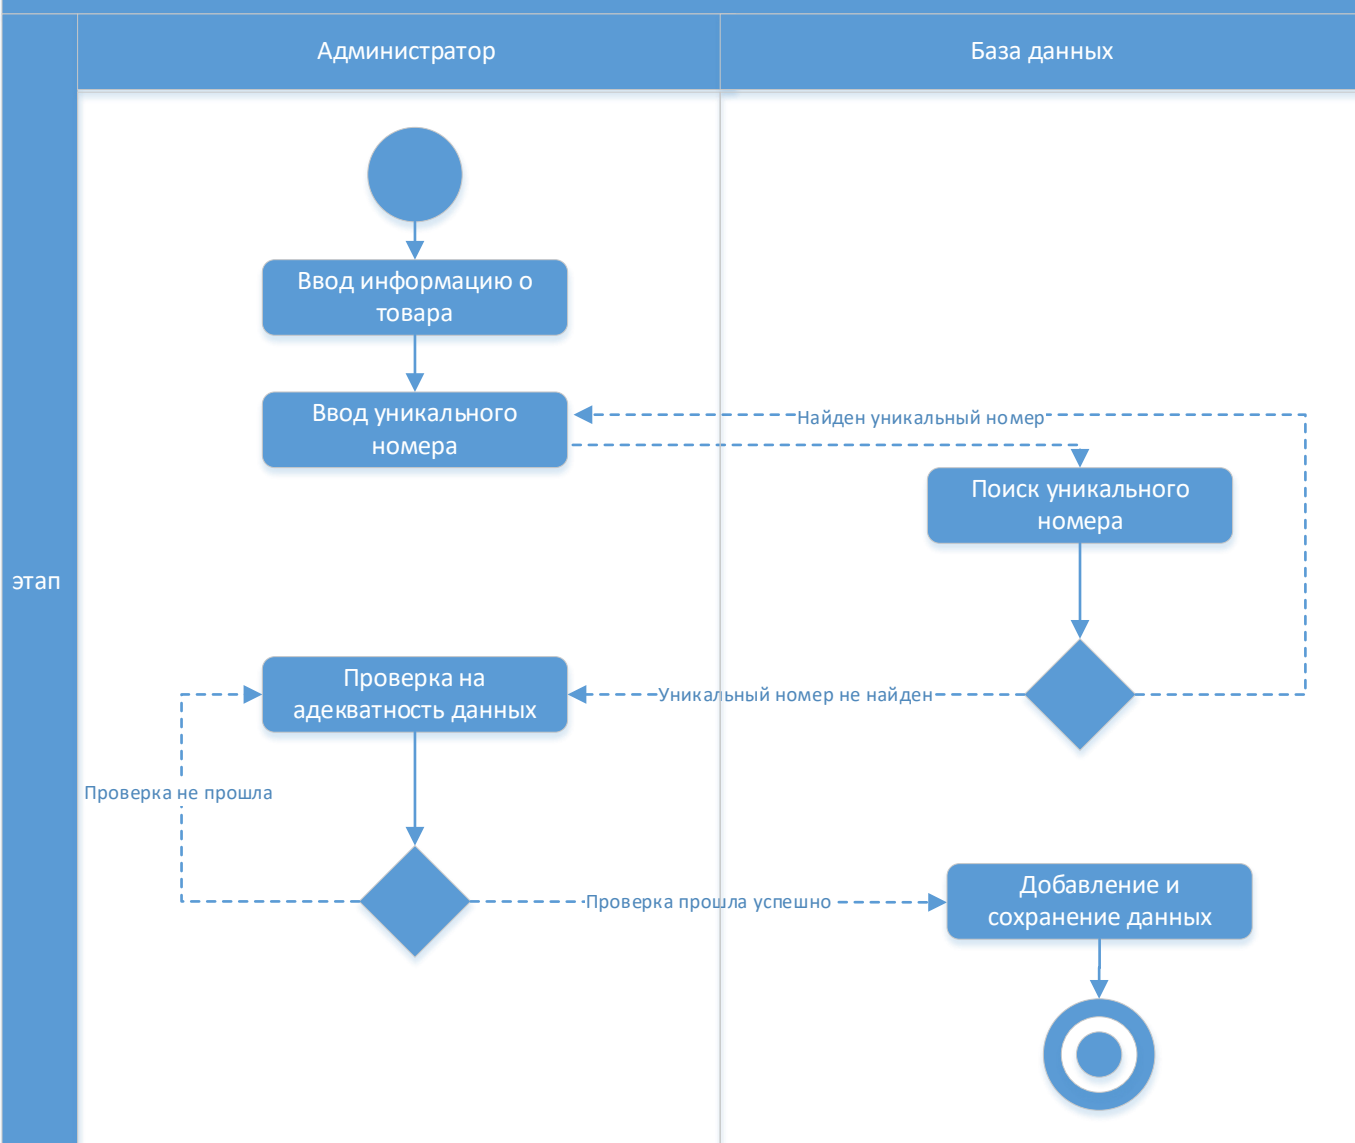 Администратор
База данных
этап
Ввод информацию о
товара
Ввод уникального
номера
Найден уникальный номер
Поиск уникального
номера
Проверка на
адекватность данных
Уникальный номер не найден
Проверка не прошла
Проверка прошла успешно
Добавление и
сохранение данных